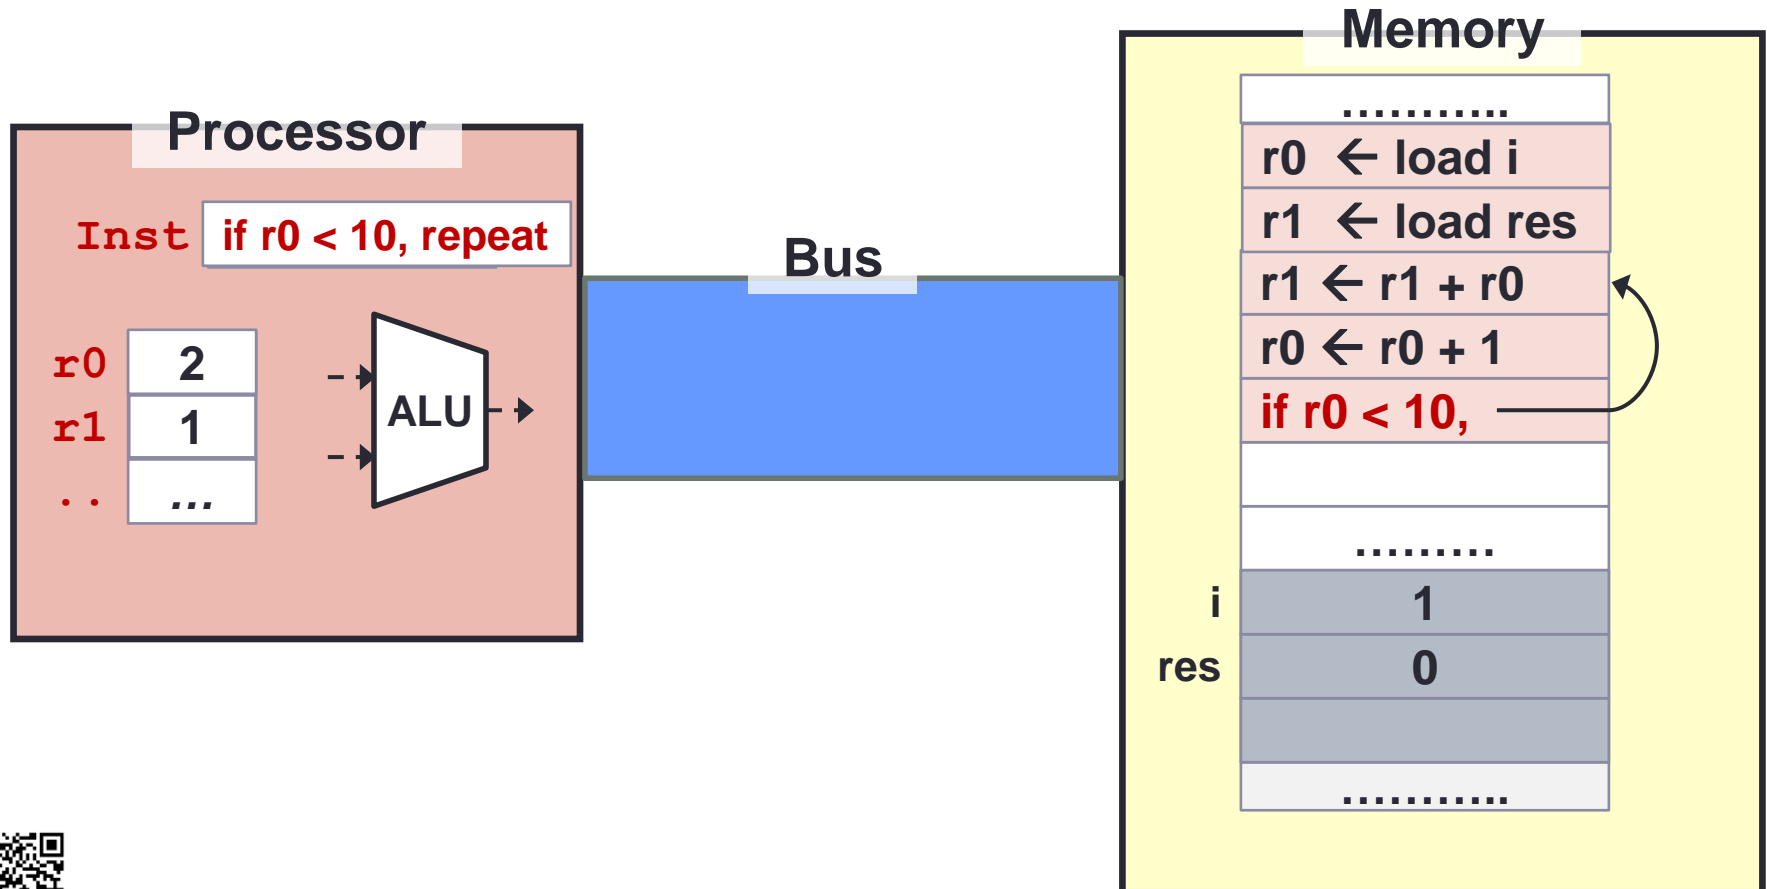 Processor
Inst if r0 < 10, repeat
r0 2
r1 1
.. ...
ALU
Bus
Memory
...........
r0 ← load i
r1 ← load res
r1 ← r1 + r0
r0 ← r0 + 1
if r0 < 10,
.........
i 1
res 0
...........